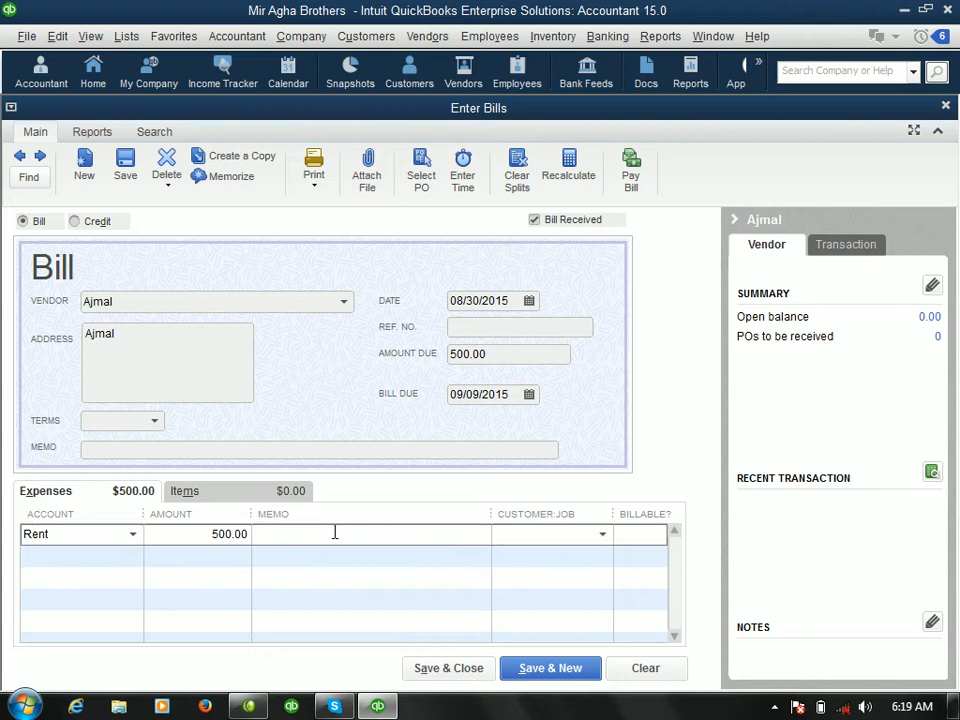 Mir Agha Brothers - Intuit QuickBooks Enterprise Solutions: Accountant 15.0
File Edit View Lists Favorites Accountant Company Customers Vendors Employees Inventory Banking Reports Window Help 6
Accountant Home My Company Income Tracker Calendar Snapshots Customers Vendors Employees Bank Feeds Docs Reports App » Search Company or Help
Enter Bills
Main Reports Search
Find New Save Delete Create a Copy Memorize Print Attach File Select PO Enter Time Clear Splits Recalculate Pay Bill
Bill Credit Bill Received
Bill
VENDOR Ajmal DATE 08/30/2015
ADDRESS Ajmal REF. NO.
AMOUNT DUE 500.00
BILL DUE 09/09/2015
TERMS
MEMO
Expenses $500.00 Items $0.00
ACCOUNT AMOUNT MEMO CUSTOMER:JOB BILLABLE?
Rent 500.00
Save & Close Save & New Clear
Ajmal
Vendor Transaction
SUMMARY
Open balance 0.00
POs to be received 0
RECENT TRANSACTION
NOTES
6:19 AM